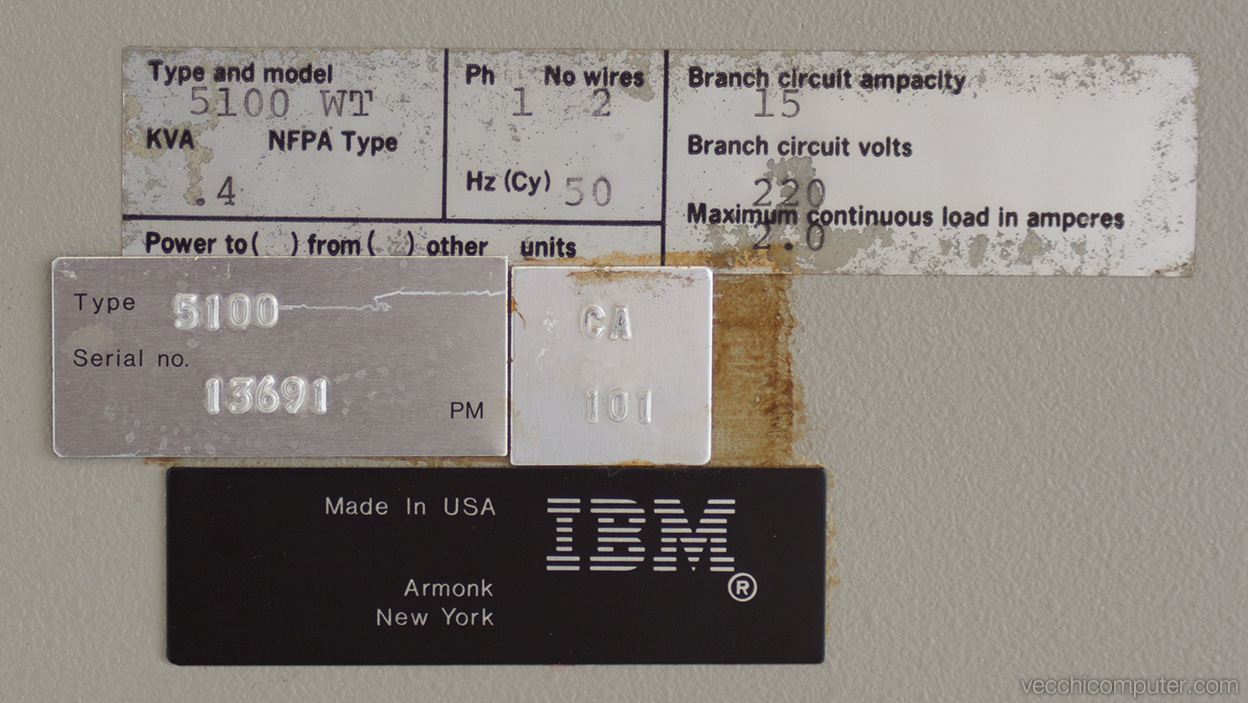 Type and model
5100 WT
KVA NFPA Type
.4
Ph No wires
1 2
Hz (Cy) 50
Branch circuit ampacity
15
Branch circuit volts
220
Maximum continuous load in amperes
2.0
Power to ( ) from ( ) other units
Type 5100
Serial no.
13691
PM
CA
101
Made In USA
IBM®
Armonk
New York
vecchicomputer.com